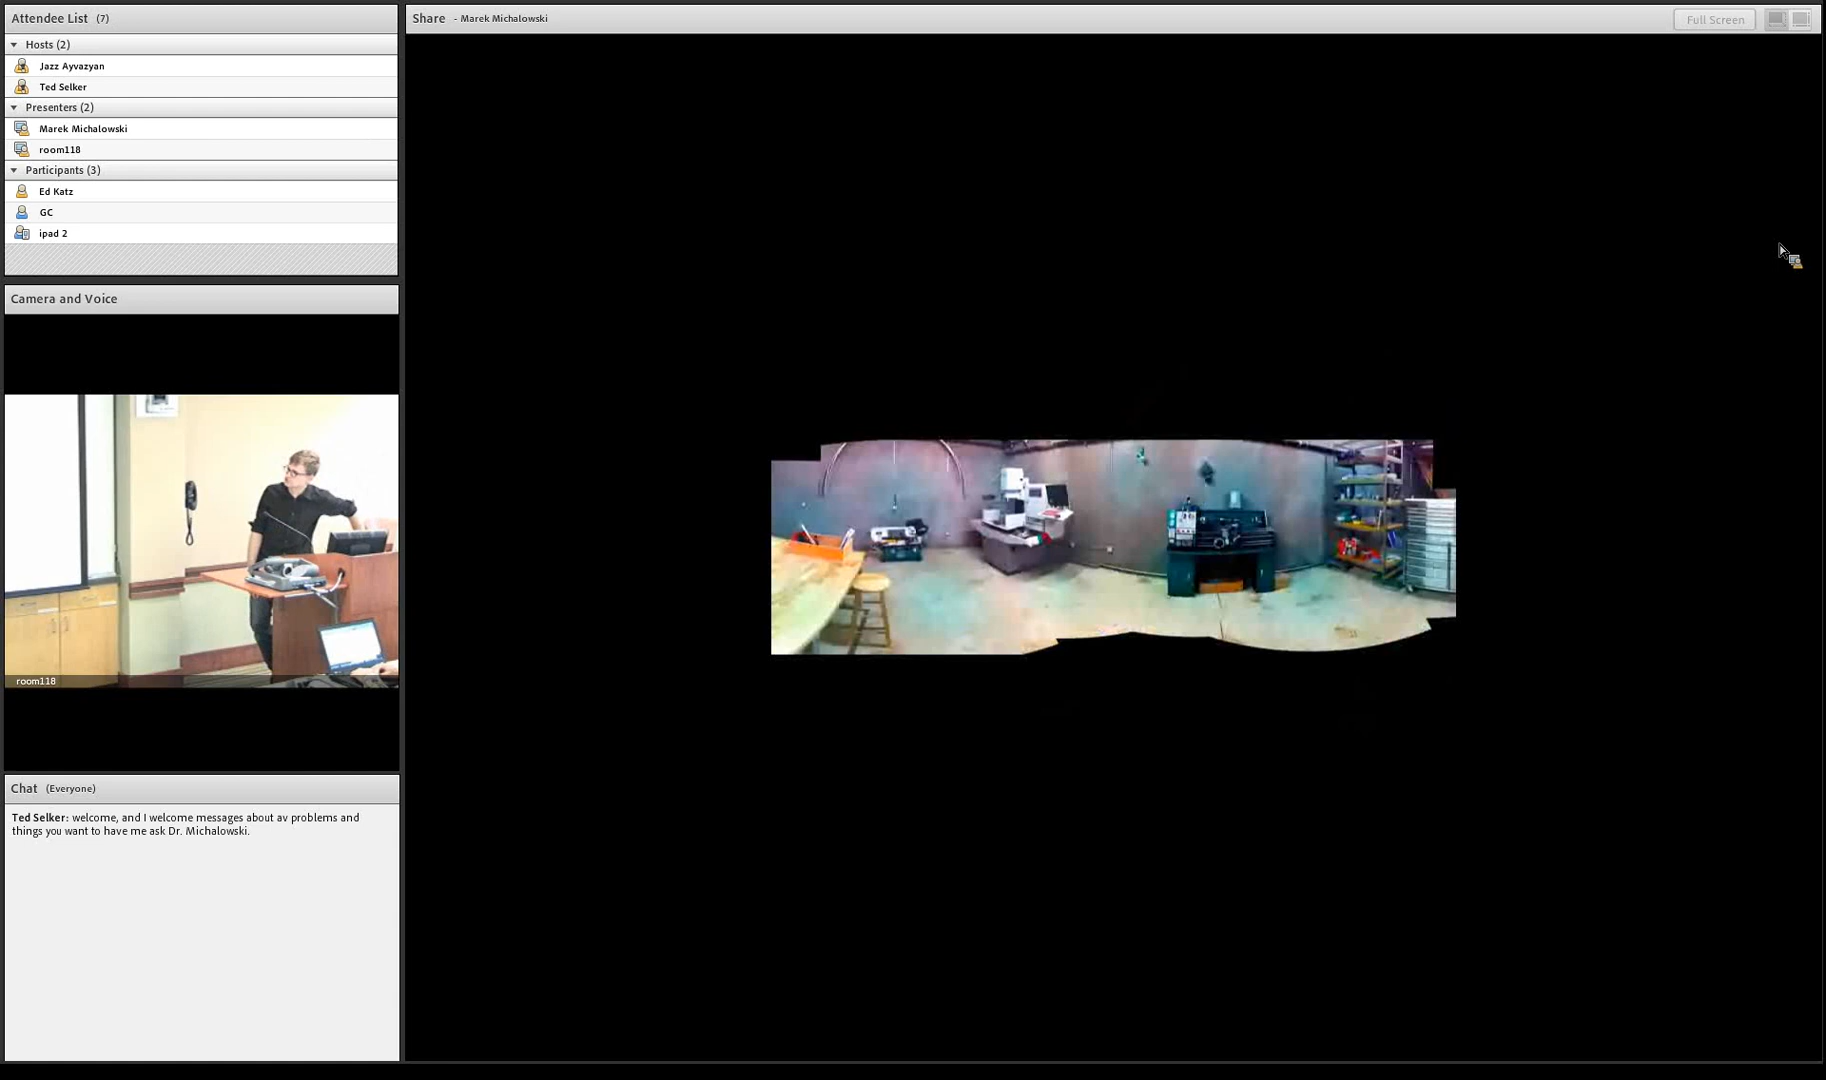 Attendee List (7)
Hosts (2)
Jazz Ayvazyan
Ted Selker
Presenters (2)
Marek Michalowski
room118
Participants (3)
Ed Katz
GC
ipad 2
Camera and Voice
room118
Chat (Everyone)
Ted Selker: welcome, and I welcome messages about av problems and
things you want to have me ask Dr. Michalowski.
Share - Marek Michalowski
Full Screen